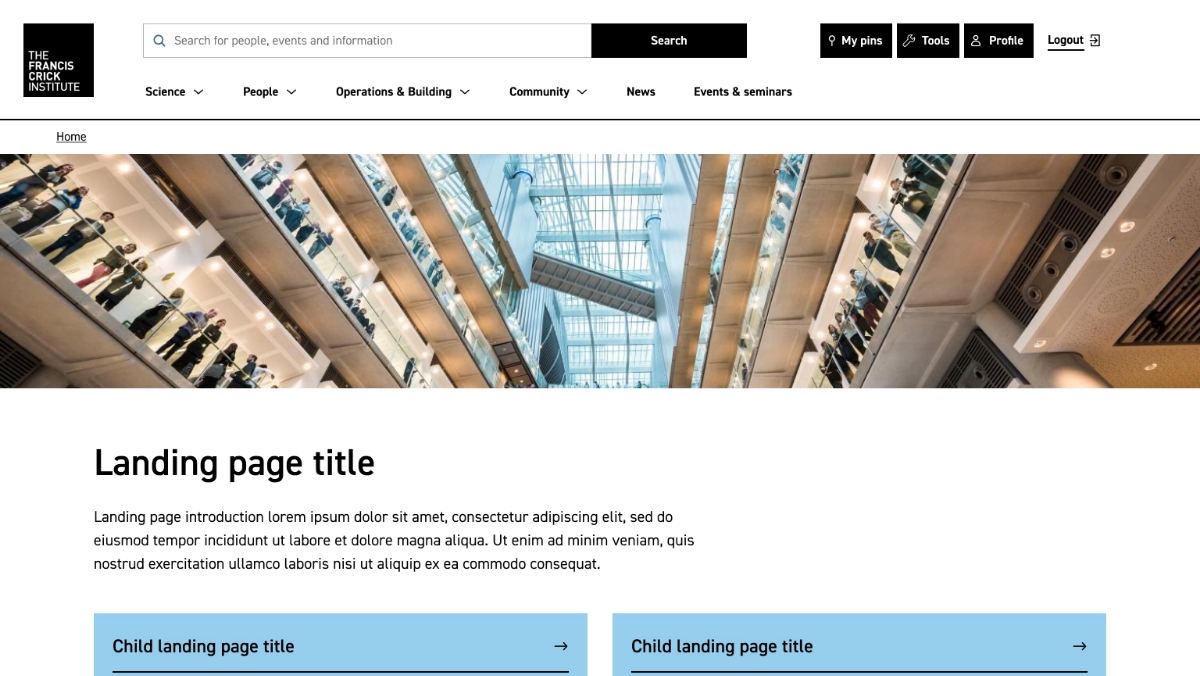 THE
FRANCIS
CRICK
INSTITUTE
Search for people, events and information
Search
My pins
Tools
Profile
Logout
Science
People
Operations & Building
Community
News
Events & seminars
Home
Landing page title
Landing page introduction lorem ipsum dolor sit amet, consectetur adipiscing elit, sed do
eiusmod tempor incididunt ut labore et dolore magna aliqua. Ut enim ad minim veniam, quis
nostrud exercitation ullamco laboris nisi ut aliquip ex ea commodo consequat.
Child landing page title
Child landing page title